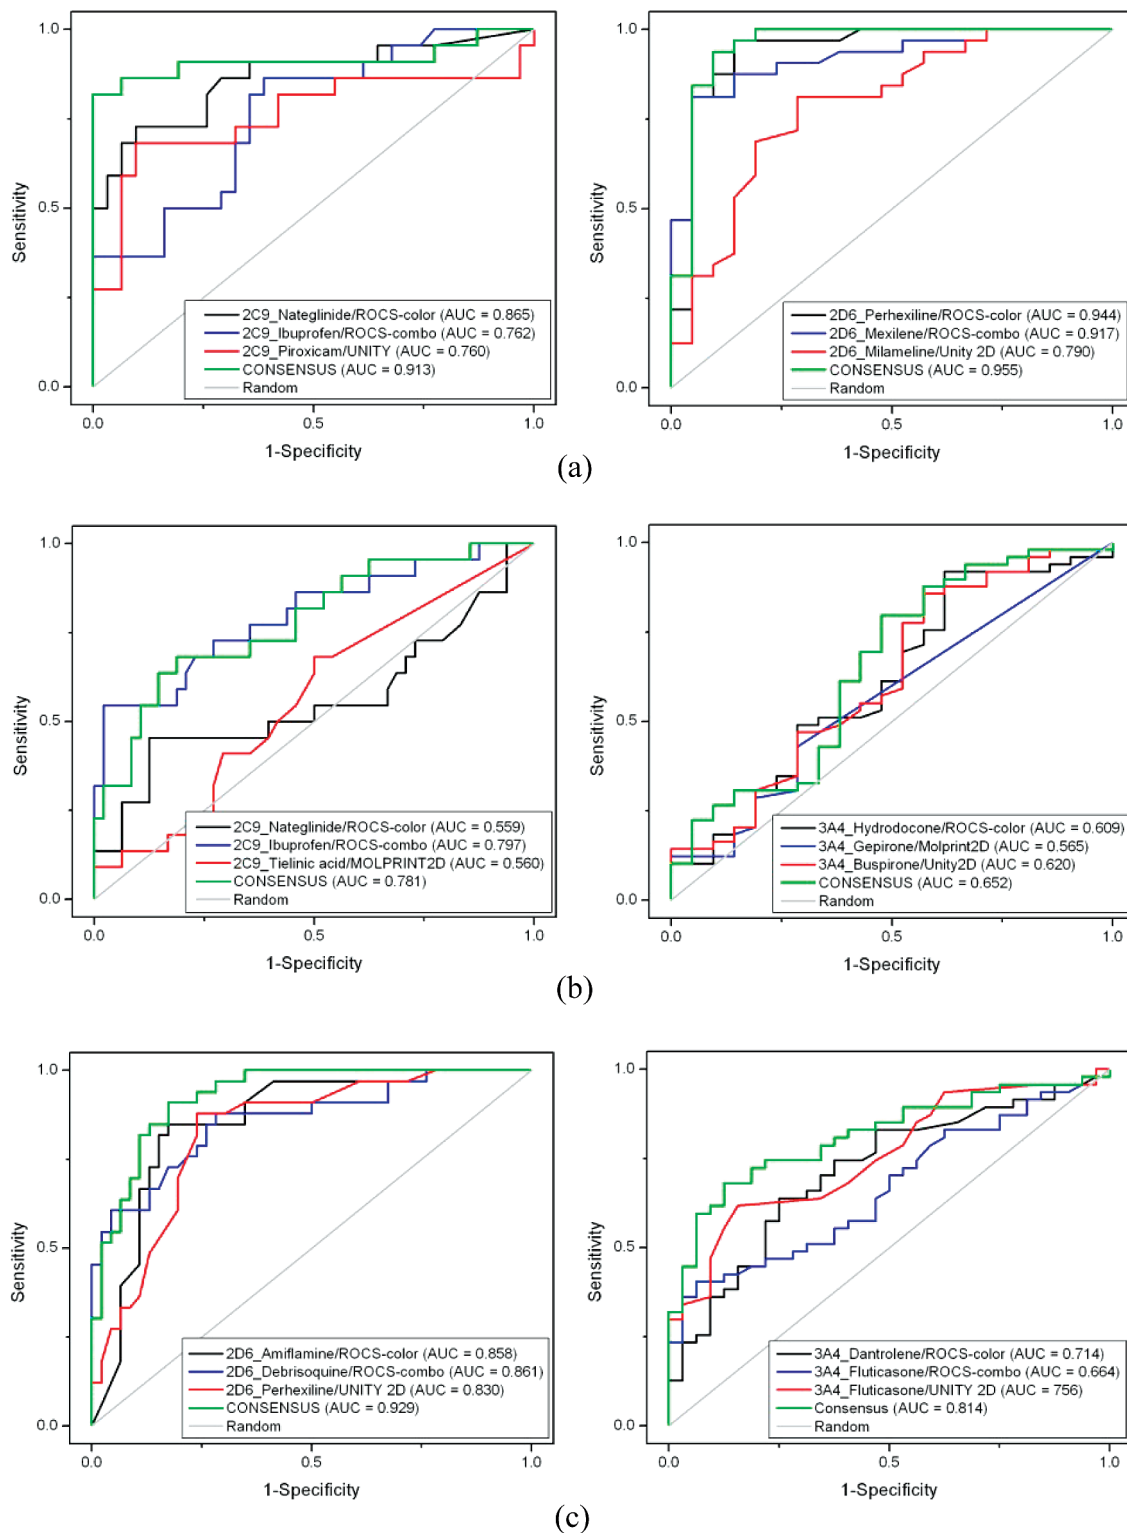 1.0
0.5
0.0
Sensitivity
2C9_Nateglinide/ROCS-color (AUC = 0.865)
2C9_Ibuprofen/ROCS-combo (AUC = 0.762)
2C9_Piroxicam/UNITY (AUC = 0.760)
CONSENSUS (AUC = 0.913)
Random
0.0 0.5 1.0
1-Specificity
1.0
0.5
0.0
Sensitivity
2D6_Perhexiline/ROCS-color (AUC = 0.944)
2D6_Mexilene/ROCS-combo (AUC = 0.917)
2D6_Milameline/Unity 2D (AUC = 0.790)
CONSENSUS (AUC = 0.955)
Random
0.0 0.5 1.0
1-Specificity
(a)
1.0
0.5
0.0
Sensitivity
2C9_Nateglinide/ROCS-color (AUC = 0.559)
2C9_Ibuprofen/ROCS-combo (AUC = 0.797)
2C9_Tielinic acid/MOLPRINT2D (AUC = 0.560)
CONSENSUS (AUC = 0.781)
Random
0.0 0.5 1.0
1-Specificity
1.0
0.5
0.0
Sensitivity
3A4_Hydrodocone/ROCS-color (AUC = 0.609)
3A4_Gepirone/Molprint2D (AUC = 0.565)
3A4_Buspirone/Unity2D (AUC = 0.620)
CONSENSUS (AUC = 0.652)
Random
0.0 0.5 1.0
1-Specificity
(b)
1.0
0.5
0.0
Sensitivity
2D6_Amiflamine/ROCS-color (AUC = 0.858)
2D6_Debrisoquine/ROCS-combo (AUC = 0.861)
2D6_Perhexiline/UNITY 2D (AUC = 0.830)
CONSENSUS (AUC = 0.929)
Random
0.0 0.5 1.0
1-Specificity
1.0
0.5
0.0
Sensitivity
3A4_Dantrolene/ROCS-color (AUC = 0.714)
3A4_Fluticasone/ROCS-combo (AUC = 0.664)
3A4_Fluticasone/UNITY 2D (AUC = 756)
Consensus (AUC = 0.814)
Random
0.0 0.5 1.0
1-Specificity
(c)